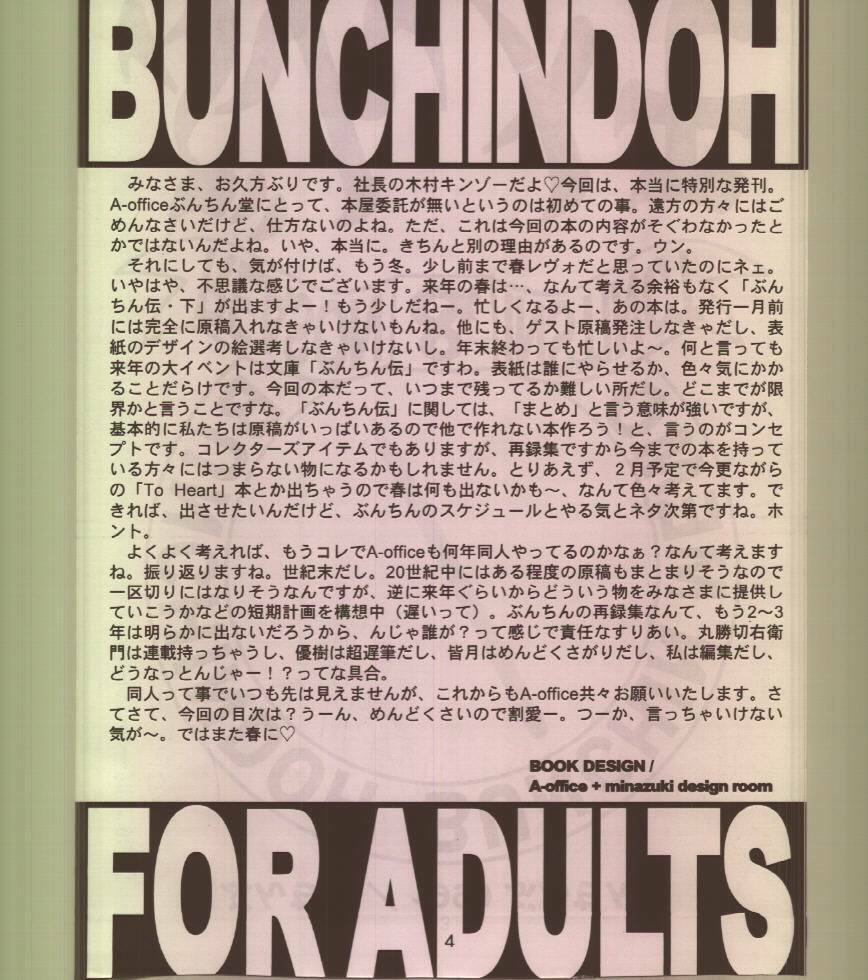 BUNCHINDOH
みなさま、お久方ぶりです。社長の木村キンゾーだよ♡今回は、本当に特別な発刊。
A-officeぶんちん堂にとって、本屋委託が無いというのは初めての事。遠方の方々にはご
めんなさいだけど、仕方ないのよね。ただ、これは今回の本の内容がそぐわなかったと
かではないんだよね。いや、本当に。きちんと別の理由があるのです。ウン。
それにしても、気が付けば、もう冬。少し前まで春レヴォだと思っていたのにネェ。
いやはや、不思議な感じでございます。来年の春は…、なんて考える余裕もなく「ぶん
ちん伝・下」が出ますよー！もう少しだねー。忙しくなるよー、あの本は。発行一月前
には完全に原稿入れなきゃいけないもんね。他にも、ゲスト原稿発注しなきゃだし、表
紙のデザインの絵選考しなきゃいけないし。年末終わっても忙しいよ〜。何と言っても
来年の大イベントは文庫「ぶんちん伝」ですわ。表紙は誰にやらせるか、色々気にかか
ることだらけです。今回の本だって、いつまで残ってるか難しい所だし。どこまでが限
界かと言うことですな。「ぶんちん伝」に関しては、「まとめ」と言う意味が強いですが、
基本的に私たちは原稿がいっぱいあるので他で作れない本作ろう！と、言うのがコンセ
プトです。コレクターズアイテムでもありますが、再録集ですから今までの本を持って
いる方々にはつまらない物になるかもしれません。とりあえず、２月予定で今更ながら
の「To Heart」本とか出ちゃうので春は何も出ないかも〜、なんて色々考えてます。で
きれば、出させたいんだけど、ぶんちんのスケジュールとやる気とネタ次第ですね。ホ
ント。
よくよく考えれば、もうコレでA-officeも何年同人やってるのかなぁ？なんて考えます
ね。振り返りますね。世紀末だし。20世紀中にはある程度の原稿もまとまりそうなので
一区切りにはなりそうなんですが、逆に来年ぐらいからどういう物をみなさまに提供し
ていこうかなどの短期計画を構想中（遅いって）。ぶんちんの再録集なんて、もう2〜3
年は明らかに出ないだろうから、んじゃ誰が？って感じで責任なすりあい。丸勝切右衛
門は連載持っちゃうし、優樹は超遅筆だし、皆月はめんどくさがりだし、私は編集だし、
どうなっとんじゃー！？ってな具合。
同人って事でいつも先は見えませんが、これからもA-office共々お願いいたします。さ
てさて、今回の目次は？うーん、めんどくさいので割愛ー。つーか、言っちゃいけない
気が〜。ではまた春に♡
BOOK DESIGN /
A-office + minazuki design room
FOR ADULTS
4